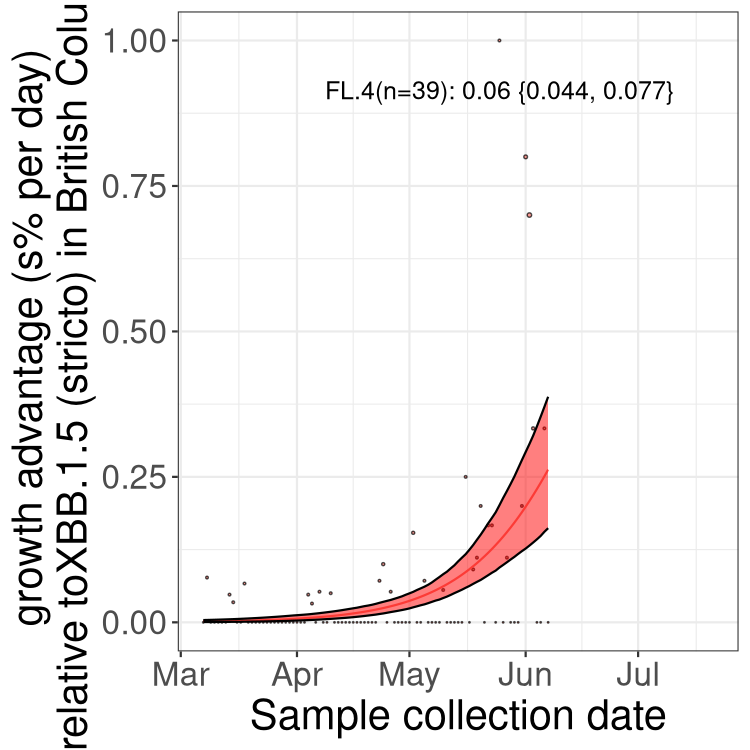 growth advantage (s% per day)
relative toXBB.1.5 (stricto) in British Colu
1.00
0.75
0.50
0.25
0.00
FL.4(n=39): 0.06 {0.044, 0.077}
Mar Apr May Jun Jul
Sample collection date